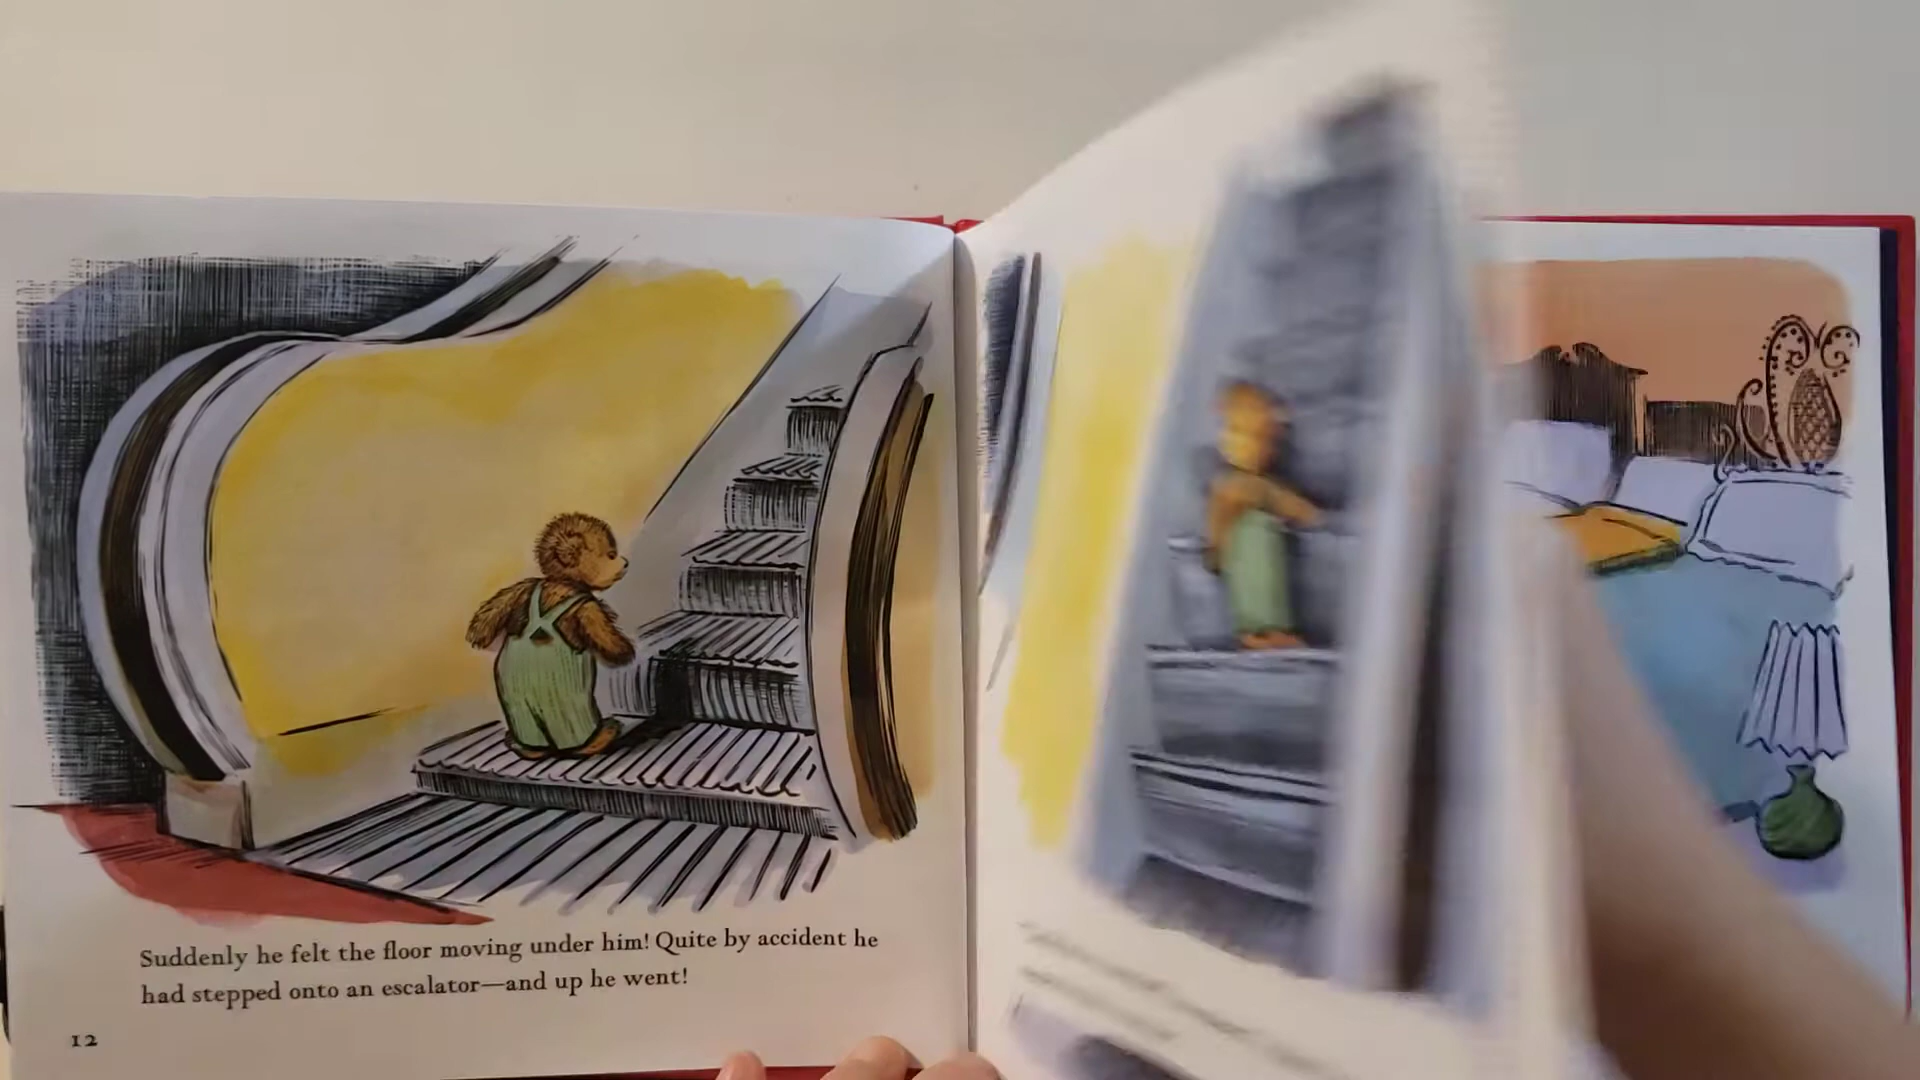 Suddenly he felt the floor moving under him! Quite by accident he
had stepped onto an escalator—and up he went!
12